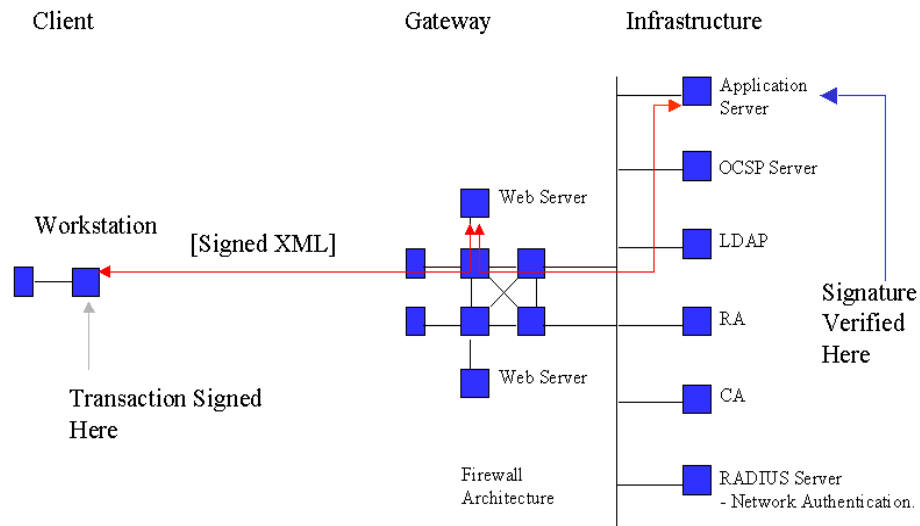 Client
Gateway
Infrastructure
Application
Server
OCSP Server
Web Server
Workstation
[Signed XML]
LDAP
Signature
Verified
Here
RA
Web Server
Transaction Signed
Here
CA
Firewall
Architecture
RADIUS Server
- Network Authentication.